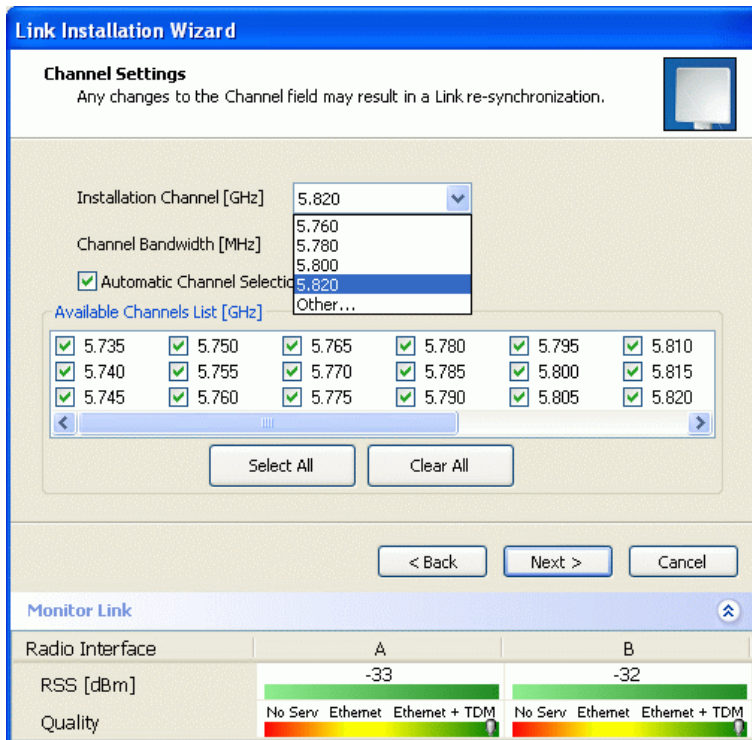 Link Installation Wizard
Channel Settings
Any changes to the Channel field may result in a Link re-synchronization.
Installation Channel [GHz] 5.820
5.760
Channel Bandwidth [MHz] 5.780
5.800
Automatic Channel Selectio 5.820
Other...
Available Channels List [GHz]
5.735 5.750 5.765 5.780 5.795 5.810
5.740 5.755 5.770 5.785 5.800 5.815
5.745 5.760 5.775 5.790 5.805 5.820
Select All Clear All
< Back Next > Cancel
Monitor Link
Radio Interface A B
RSS [dBm] -33 -32
Quality No Serv Ethernet Ethernet + TDM No Serv Ethernet Ethernet + TDM